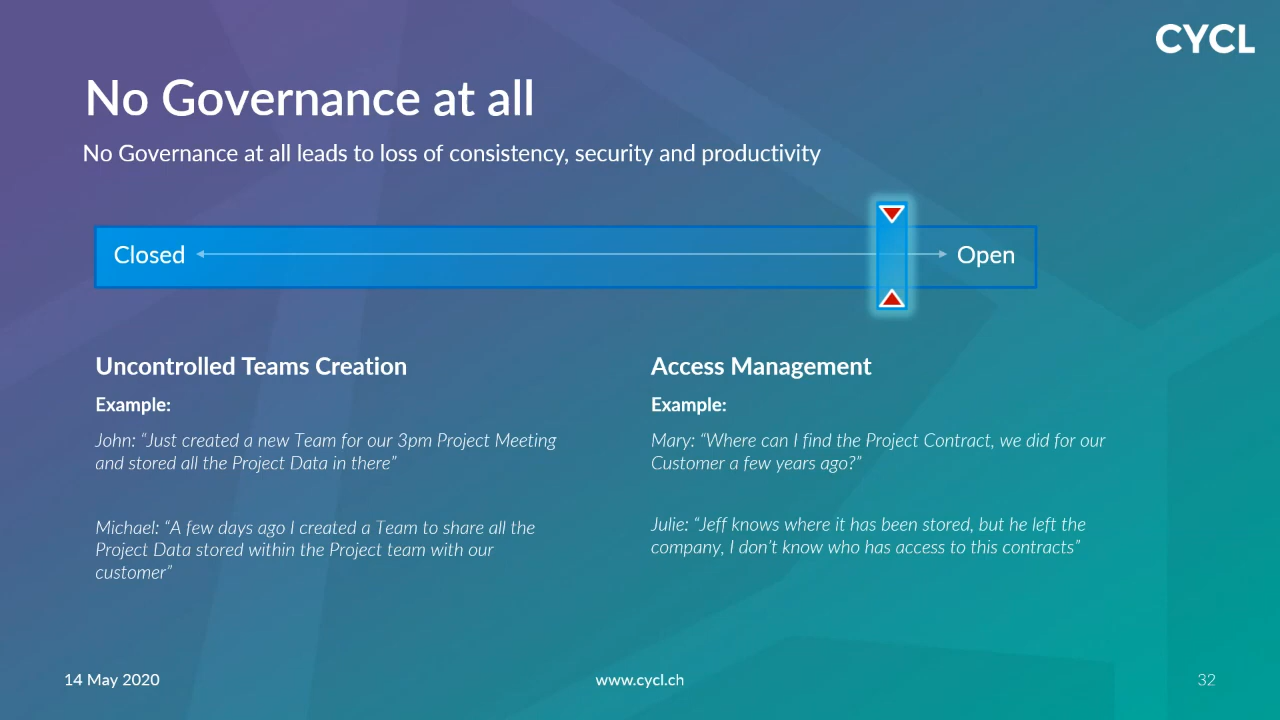 CYCL
No Governance at all
No Governance at all leads to loss of consistency, security and productivity
Closed
Open
Uncontrolled Teams Creation
Example:
John: “Just created a new Team for our 3pm Project Meeting
and stored all the Project Data in there”
Michael: “A few days ago I created a Team to share all the
Project Data stored within the Project team with our
customer”
Access Management
Example:
Mary: “Where can I find the Project Contract, we did for our
Customer a few years ago?”
Julie: “Jeff knows where it has been stored, but he left the
company, I don’t know who has access to this contracts”
14 May 2020
www.cycl.ch
32